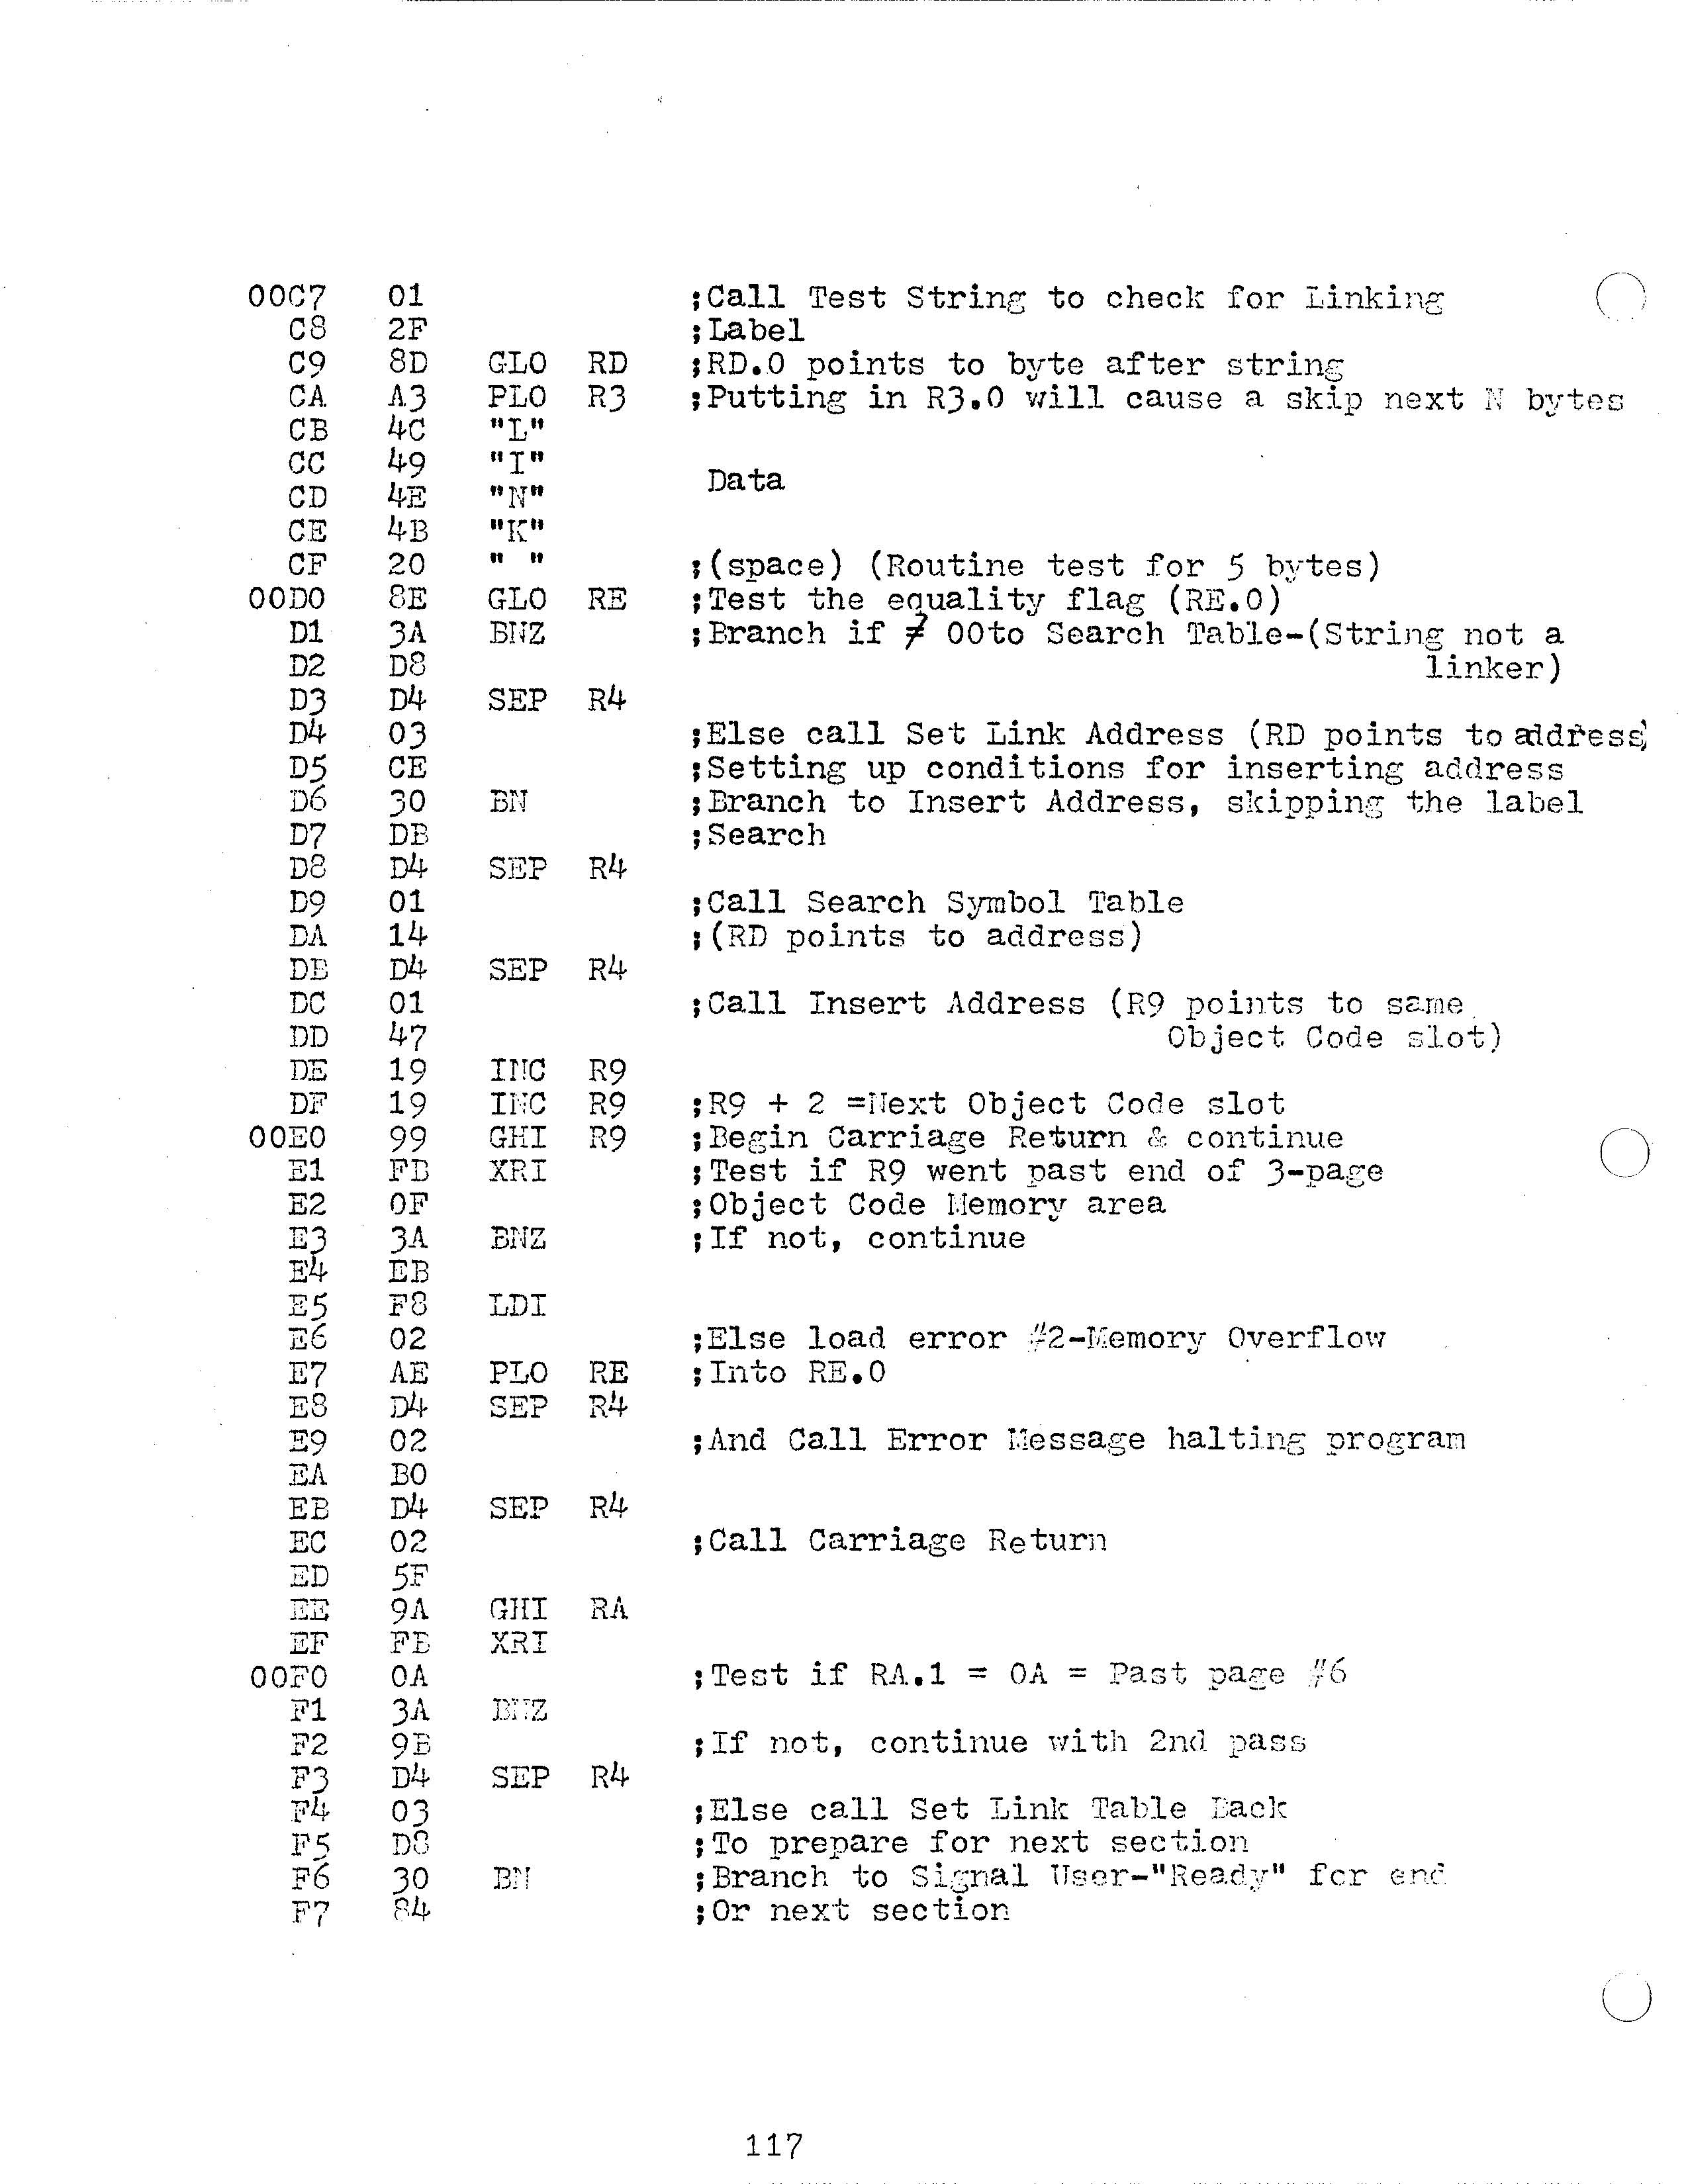 00C7 01 ;Call Test String to check for Linking
C8 2F ;Label
C9 8D GLO RD ;RD.0 points to byte after string
CA A3 PLO R3 ;Putting in R3.0 will cause a skip next N bytes
CB 4C "L"
CC 49 "I"
Data
CD 4E "N"
CE 4B "K"
CF 20 " " ;(space) (Routine test for 5 bytes)
00D0 8E GLO RE ;Test the equality flag (RE.0)
D1 3A BNZ ;Branch if ≠ 00to Search Table-(String not a
D2 D8 linker)
D3 D4 SEP R4
D4 03 ;Else call Set Link Address (RD points to address)
D5 CE ;Setting up conditions for inserting address
D6 30 BN ;Branch to Insert Address, skipping the label
D7 DB ;Search
D8 D4 SEP R4
D9 01 ;Call Search Symbol Table
DA 14 ;(RD points to address)
DB D4 SEP R4
DC 01 ;Call Insert Address (R9 points to same
DD 47 Object Code slot)
DE 19 INC R9
DF 19 INC R9 ;R9 + 2 =Next Object Code slot
00E0 99 GHI R9 ;Begin Carriage Return & continue
E1 FB XRI ;Test if R9 went past end of 3-page
E2 0F ;Object Code Memory area
E3 3A BNZ ;If not, continue
E4 EB
E5 F8 LDI
E6 02 ;Else load error #2-Memory Overflow
E7 AE PLO RE ;Into RE.0
E8 D4 SEP R4
E9 02 ;And Call Error Message halting program
EA B0
EB D4 SEP R4
EC 02 ;Call Carriage Return
ED 5F
EE 9A GHI RA
EF FB XRI
00F0 0A ;Test if RA.1 = 0A = Past page #6
F1 3A BNZ
F2 9B ;If not, continue with 2nd pass
F3 D4 SEP R4
F4 03 ;Else call Set Link Table Back
F5 D8 ;To prepare for next section
F6 30 BN ;Branch to Signal User-"Ready" for end
F7 84 ;Or next section
117